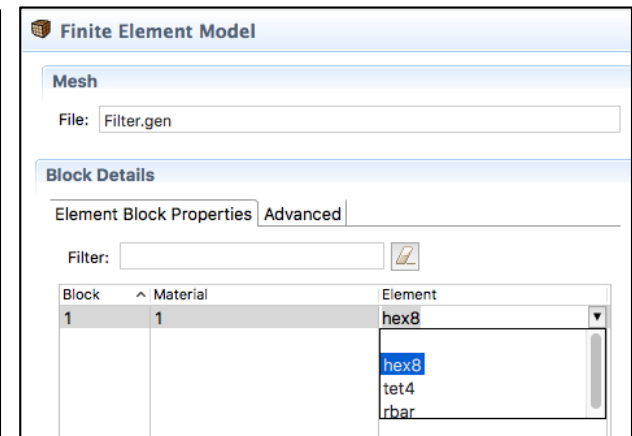 Finite Element Model
Mesh
File: Filter.gen
Block Details
Element Block Properties Advanced
Filter:
Block Material Element
1 1 hex8
hex8
tet4
rbar